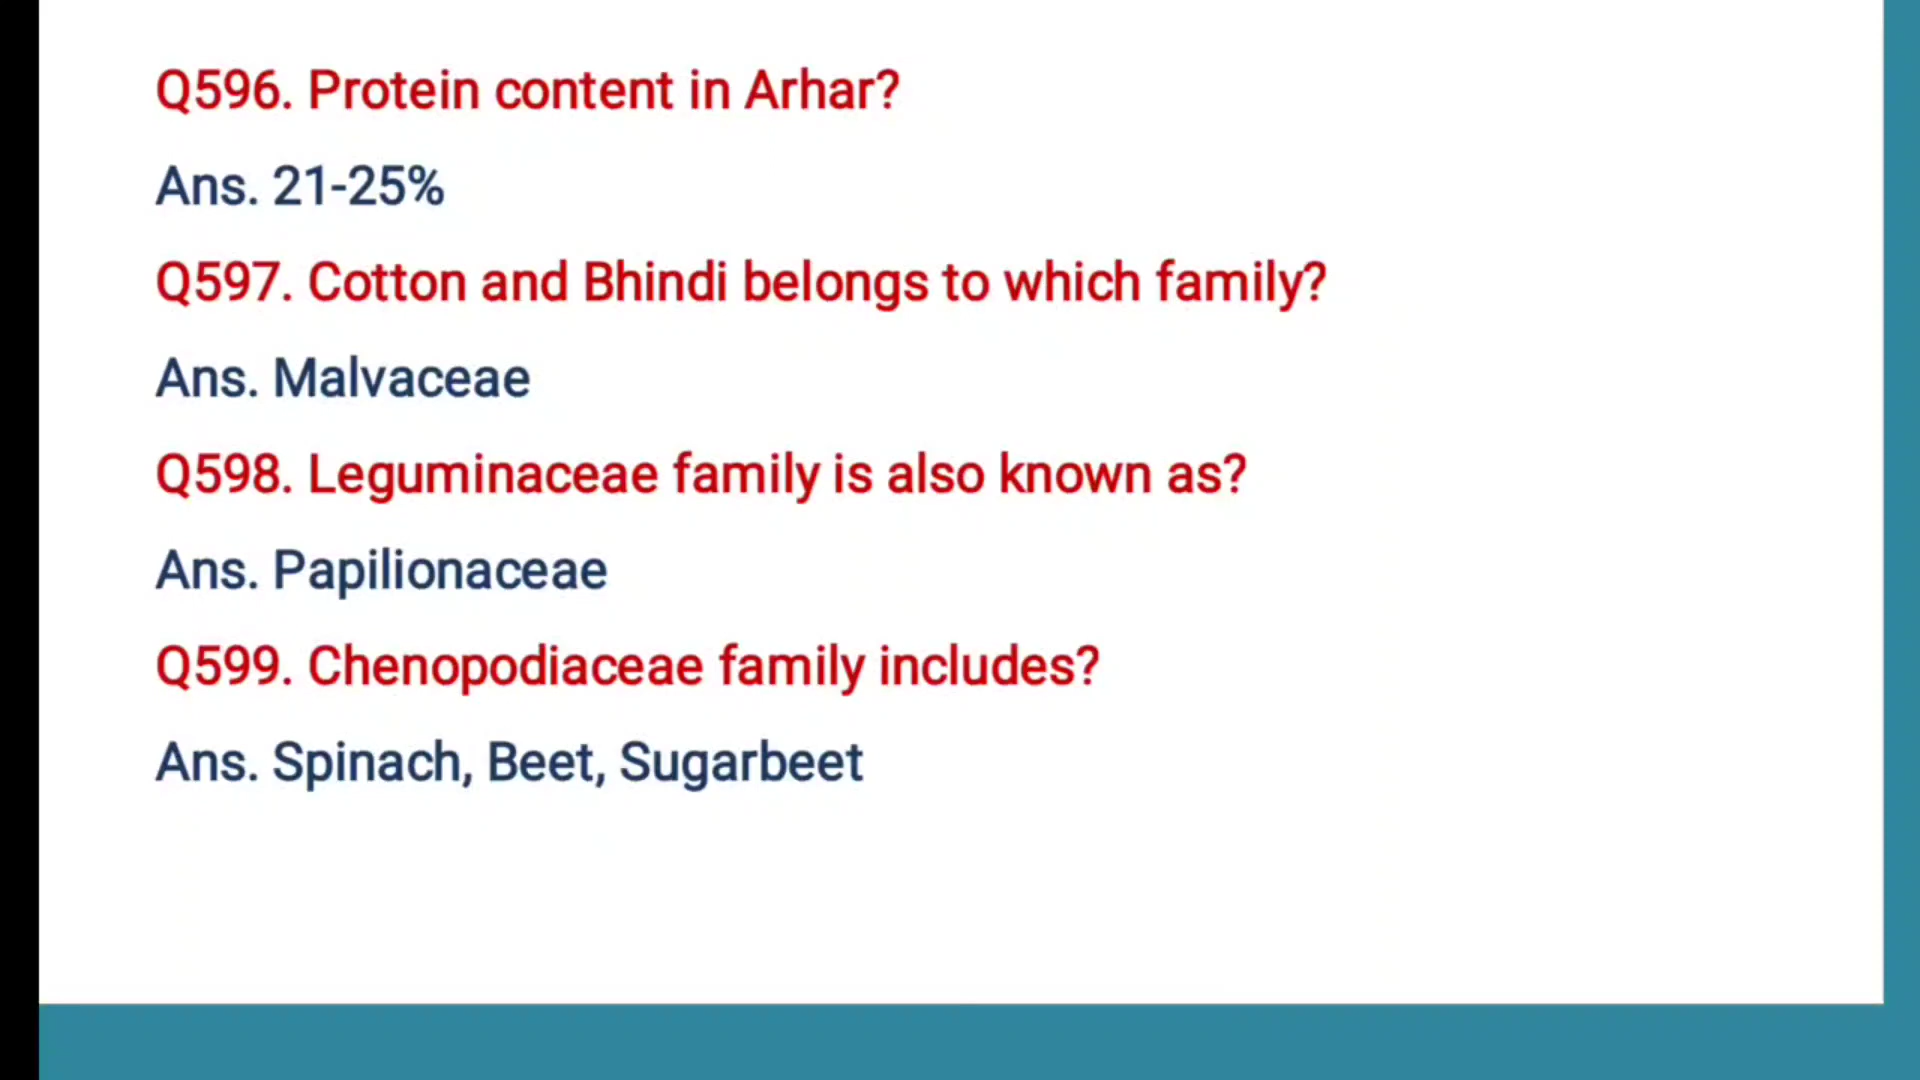 Q596. Protein content in Arhar?
Ans. 21-25%
Q597. Cotton and Bhindi belongs to which family?
Ans. Malvaceae
Q598. Leguminaceae family is also known as?
Ans. Papilionaceae
Q599. Chenopodiaceae family includes?
Ans. Spinach, Beet, Sugarbeet